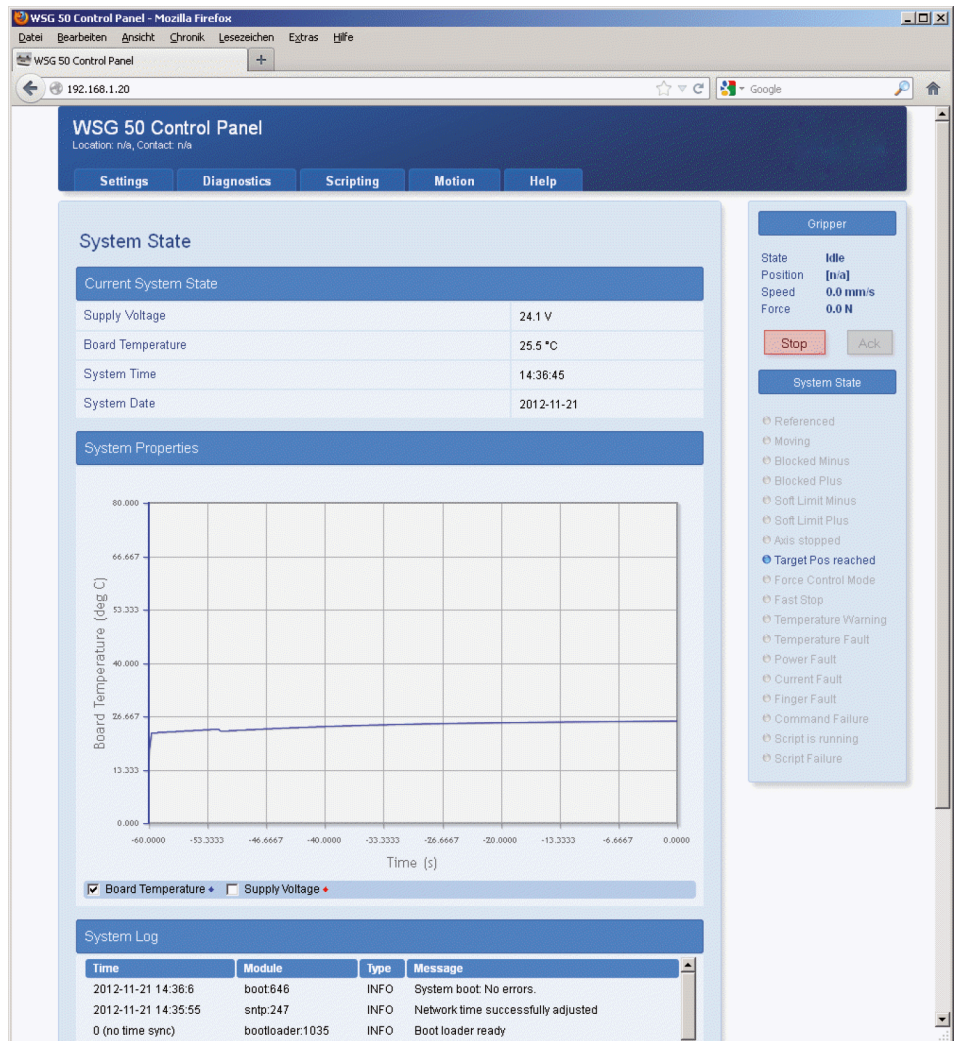 WSG 50 Control Panel - Mozilla Firefox
Datei Bearbeiten Ansicht Chronik Lesezeichen Extras Hilfe
WSG 50 Control Panel
192.168.1.20
Google
WSG 50 Control Panel
Location: n/a, Contact: n/a
Settings Diagnostics Scripting Motion Help
System State
Current System State
Supply Voltage 24.1 V
Board Temperature 25.5 °C
System Time 14:36:45
System Date 2012-11-21
System Properties
80.000
66.667
53.333
40.000
26.667
13.333
0.000
Board Temperature (deg C)
-60.0000 -53.3333 -46.6667 -40.0000 -33.3333 -26.6667 -20.0000 -13.3333 -6.6667 0.0000
Time (s)
Board Temperature Supply Voltage
System Log
Time Module Type Message
2012-11-21 14:36:6 boot:646 INFO System boot: No errors.
2012-11-21 14:35:55 sntp:247 INFO Network time successfully adjusted
0 (no time sync) bootloader:1035 INFO Boot loader ready
Gripper
State Idle
Position [n/a]
Speed 0.0 mm/s
Force 0.0 N
Stop Ack
System State
Referenced
Moving
Blocked Minus
Blocked Plus
Soft Limit Minus
Soft Limit Plus
Axis stopped
Target Pos reached
Force Control Mode
Fast Stop
Temperature Warning
Temperature Fault
Power Fault
Current Fault
Finger Fault
Command Failure
Script is running
Script Failure